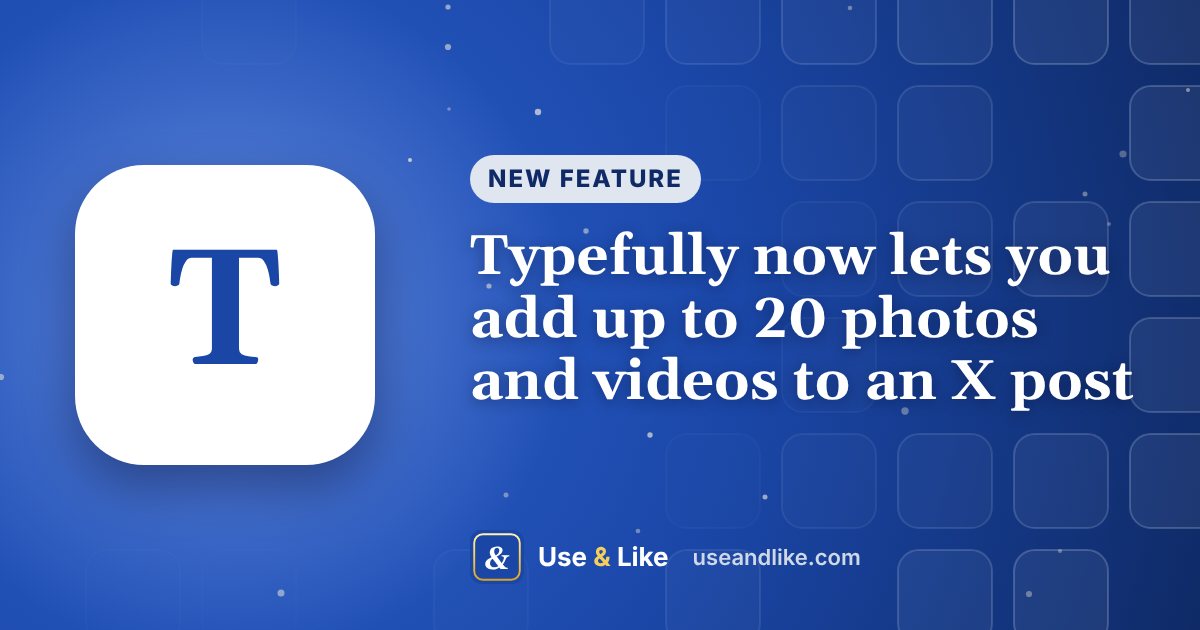 T
NEW FEATURE
Typefully now lets you
add up to 20 photos
and videos to an X post
& Use & Like useandlike.com